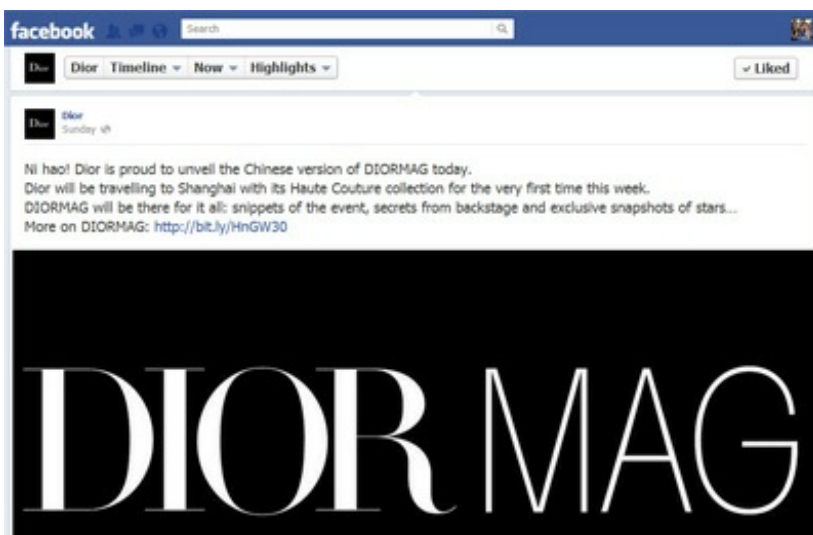 facebook Search
Dior Dior Timeline Now Highlights Liked
Dior Dior
Sunday
Ni hao! Dior is proud to unveil the Chinese version of DIORMAG today.
Dior will be travelling to Shanghai with its Haute Couture collection for the very first time this week.
DIORMAG will be there for it all: snippets of the event, secrets from backstage and exclusive snapshots of stars...
More on DIORMAG: http://bit.ly/HnGW30
DIOR MAG